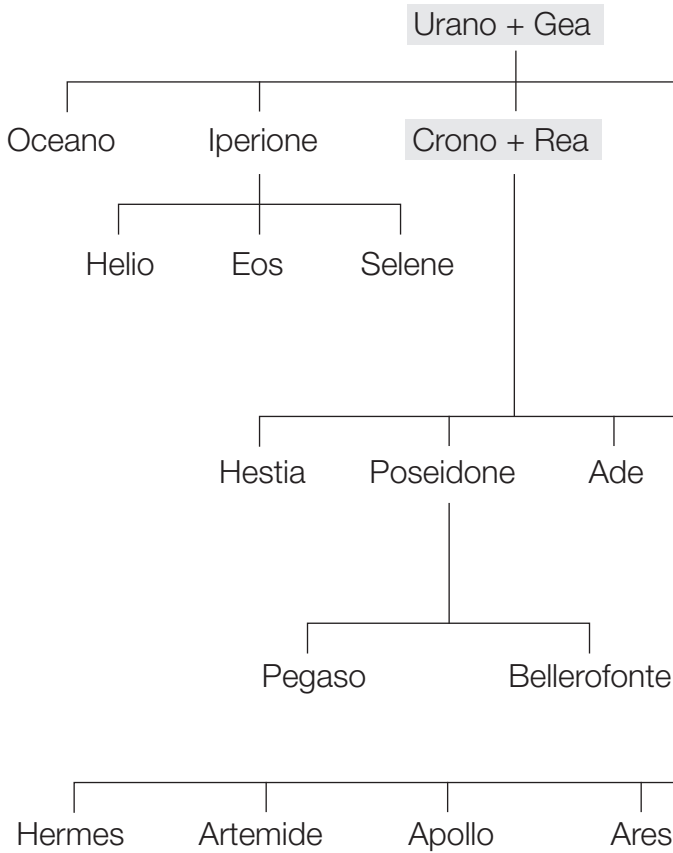 Urano + Gea
Oceano Iperione Crono + Rea
Helio Eos Selene
Hestia Poseidone Ade
Pegaso Bellerofonte
Hermes Artemide Apollo Ares